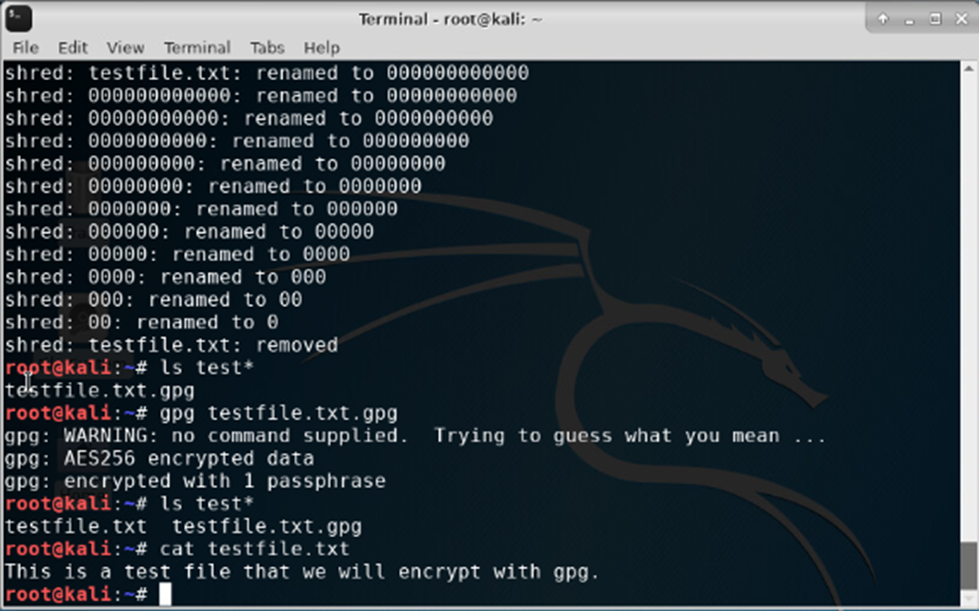 Terminal - root@kali: ~
File Edit View Terminal Tabs Help
shred: testfile.txt: renamed to 000000000000
shred: 000000000000: renamed to 00000000000
shred: 00000000000: renamed to 0000000000
shred: 0000000000: renamed to 000000000
shred: 000000000: renamed to 00000000
shred: 00000000: renamed to 0000000
shred: 0000000: renamed to 000000
shred: 000000: renamed to 00000
shred: 00000: renamed to 0000
shred: 0000: renamed to 000
shred: 000: renamed to 00
shred: 00: renamed to 0
shred: testfile.txt: removed
root@kali:~# ls test*
testfile.txt.gpg
root@kali:~# gpg testfile.txt.gpg
gpg: WARNING: no command supplied.  Trying to guess what you mean ...
gpg: AES256 encrypted data
gpg: encrypted with 1 passphrase
root@kali:~# ls test*
testfile.txt  testfile.txt.gpg
root@kali:~# cat testfile.txt
This is a test file that we will encrypt with gpg.
root@kali:~#